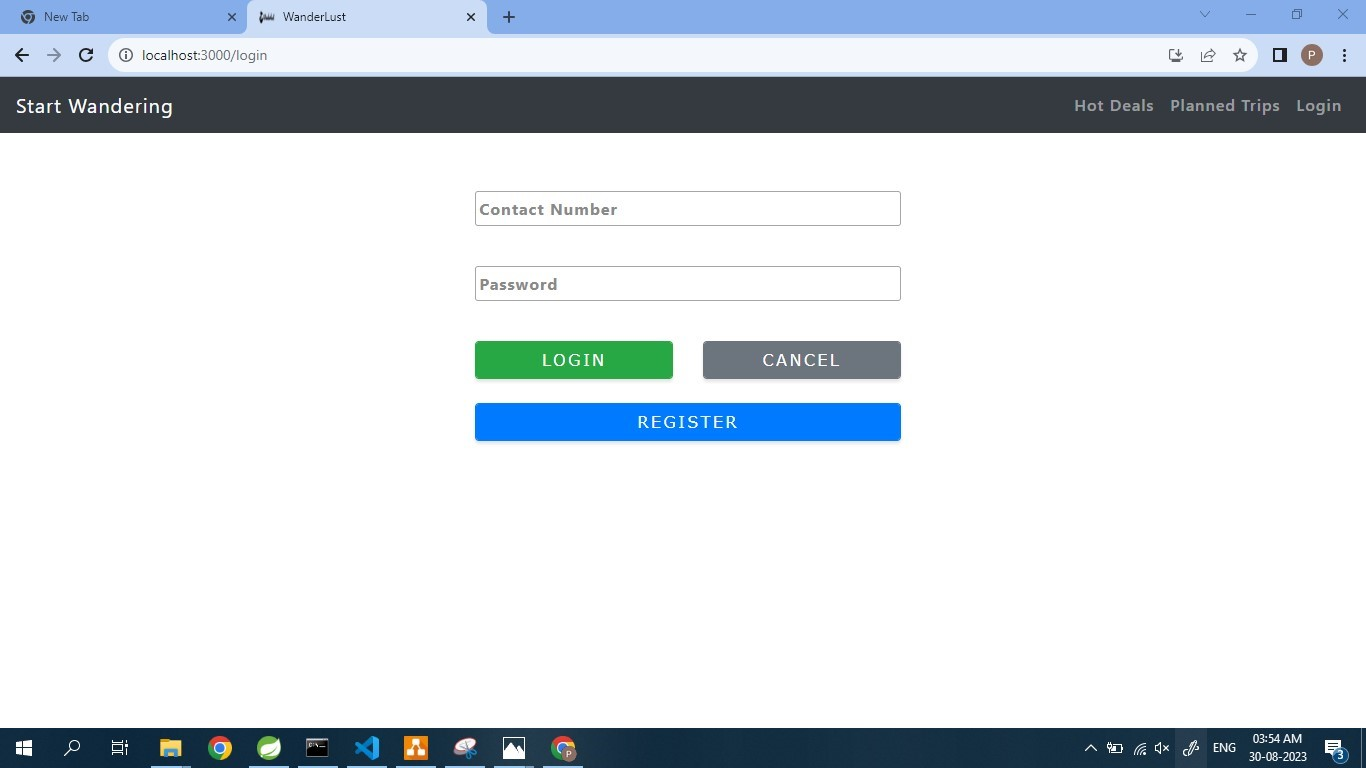 New Tab
WanderLust
localhost:3000/login
P
Start Wandering
Hot Deals
Planned Trips
Login
Contact Number
Password
LOGIN
CANCEL
REGISTER
P
ENG
03:54 AM
30-08-2023
3